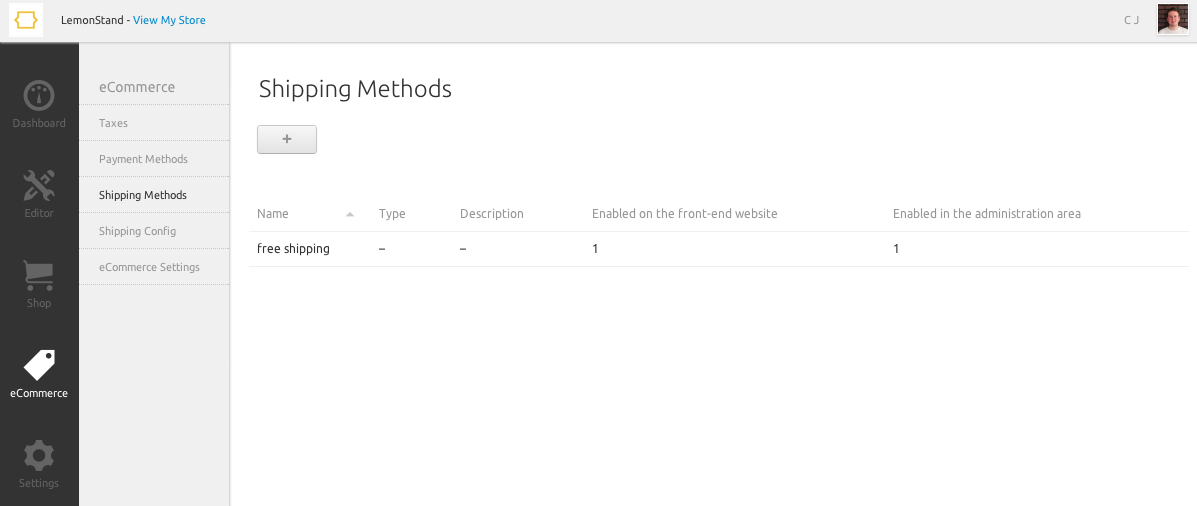 LemonStand - View My Store
C J
Dashboard
Editor
Shop
eCommerce
Settings
eCommerce
Taxes
Payment Methods
Shipping Methods
Shipping Config
eCommerce Settings
Shipping Methods
+
Name Type Description Enabled on the front-end website Enabled in the administration area
free shipping – – 1 1